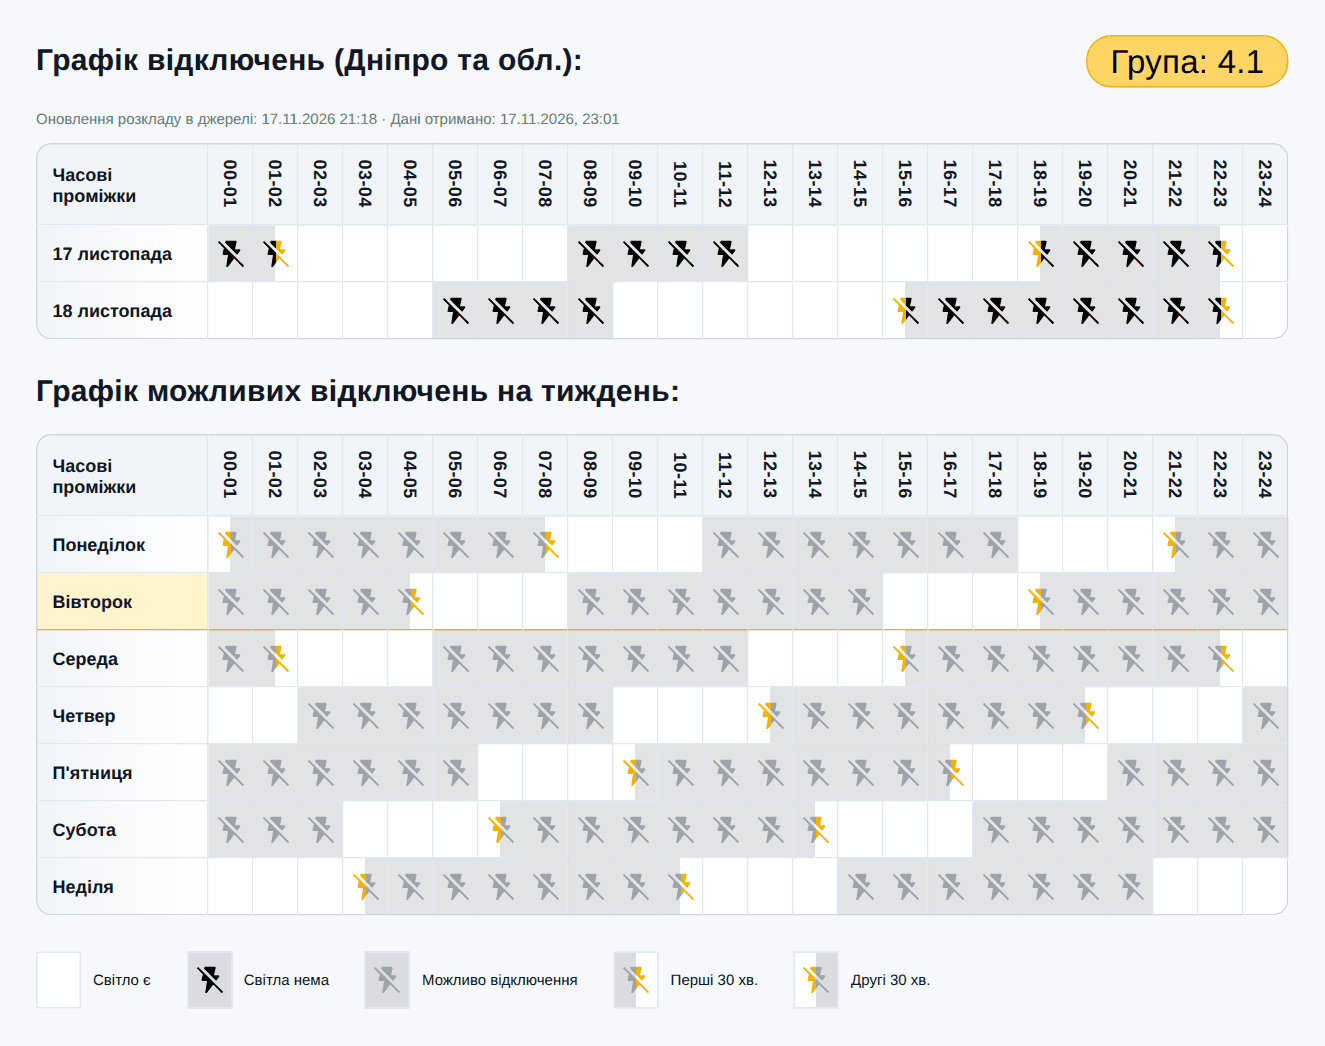 Графік відключень (Дніпро та обл.):
Група: 4.1
Оновлення розкладу в джерелі: 17.11.2026 21:18 · Дані отримано: 17.11.2026, 23:01
Часові
проміжки
00-01 01-02 02-03 03-04 04-05 05-06 06-07 07-08 08-09 09-10 10-11 11-12 12-13 13-14 14-15 15-16 16-17 17-18 18-19 19-20 20-21 21-22 22-23 23-24
17 листопада
18 листопада
Графік можливих відключень на тиждень:
Часові
проміжки
00-01 01-02 02-03 03-04 04-05 05-06 06-07 07-08 08-09 09-10 10-11 11-12 12-13 13-14 14-15 15-16 16-17 17-18 18-19 19-20 20-21 21-22 22-23 23-24
Понеділок
Вівторок
Середа
Четвер
П'ятниця
Субота
Неділя
Світло є
Світла нема
Можливо відключення
Перші 30 хв.
Другі 30 хв.